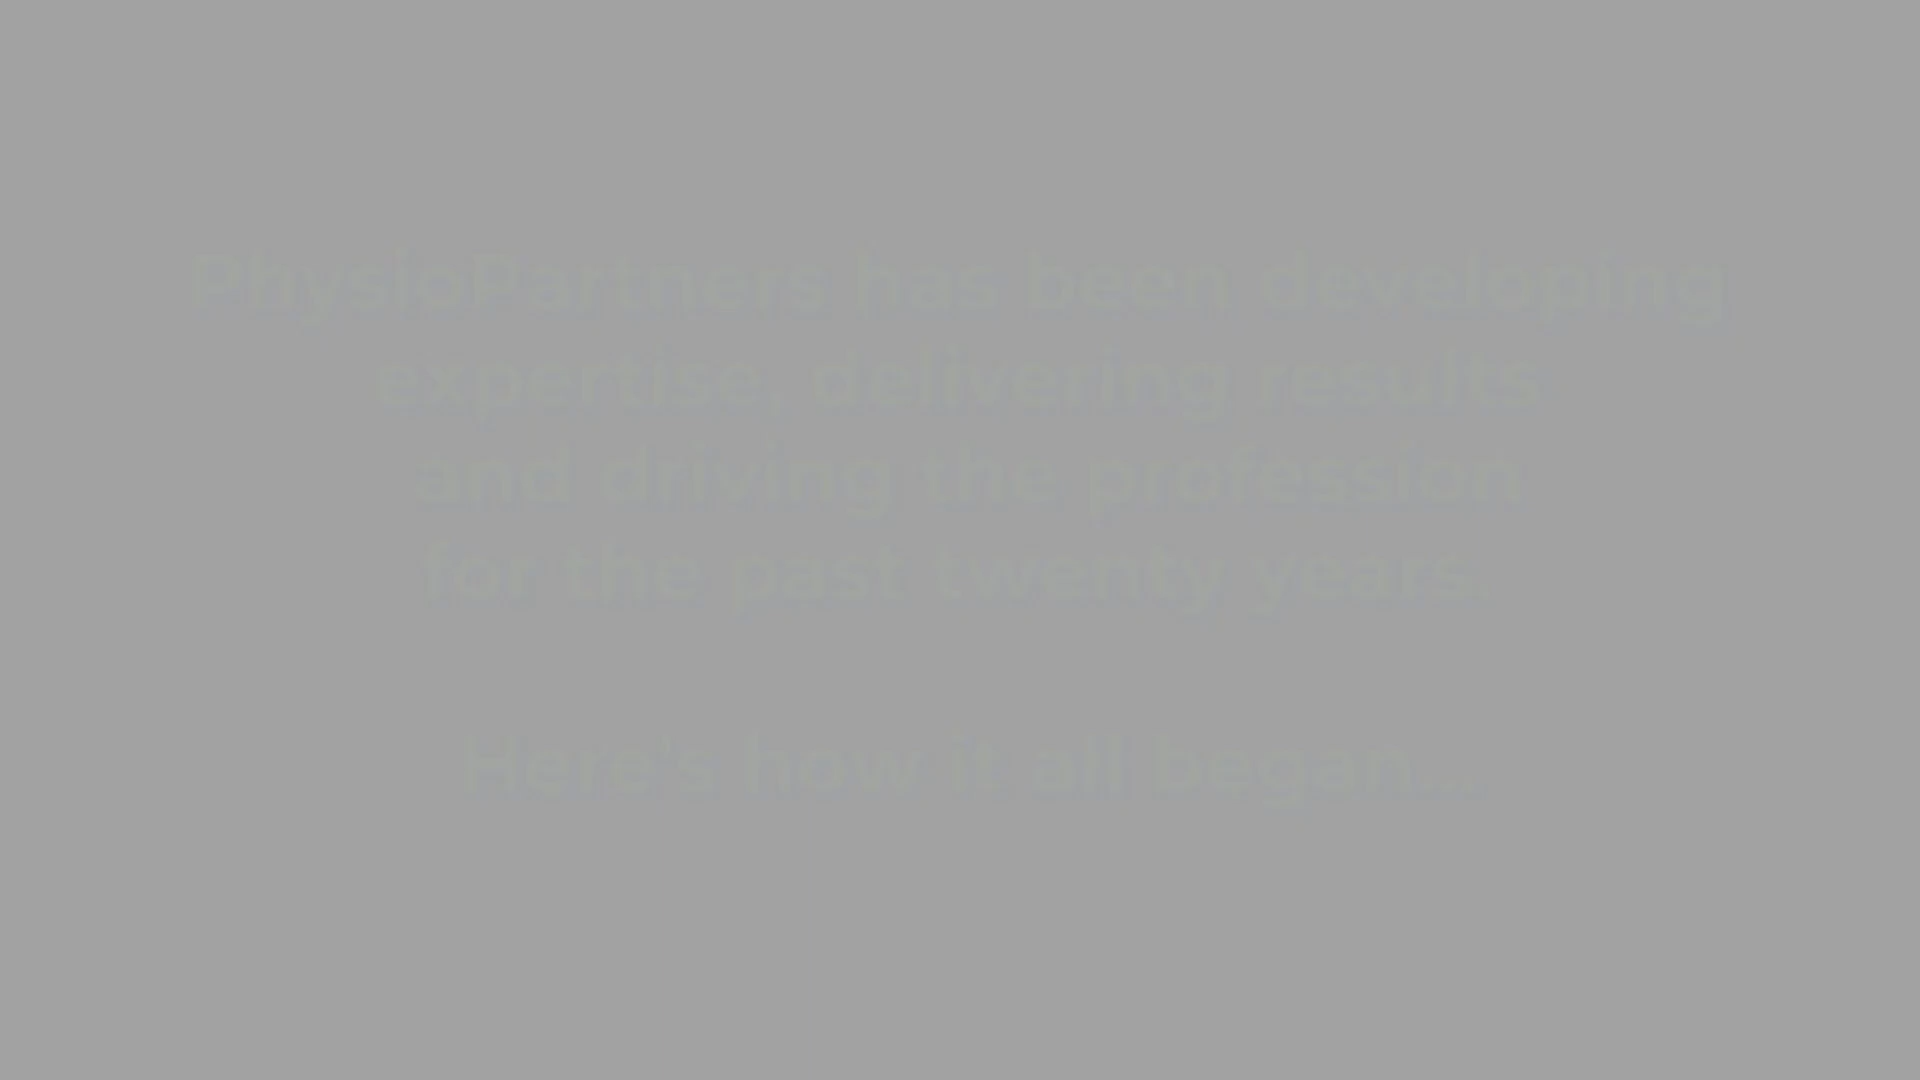 PhysioPartners has been developing
expertise, delivering results
and driving the profession
for the past twenty years.
Here's how it all began...